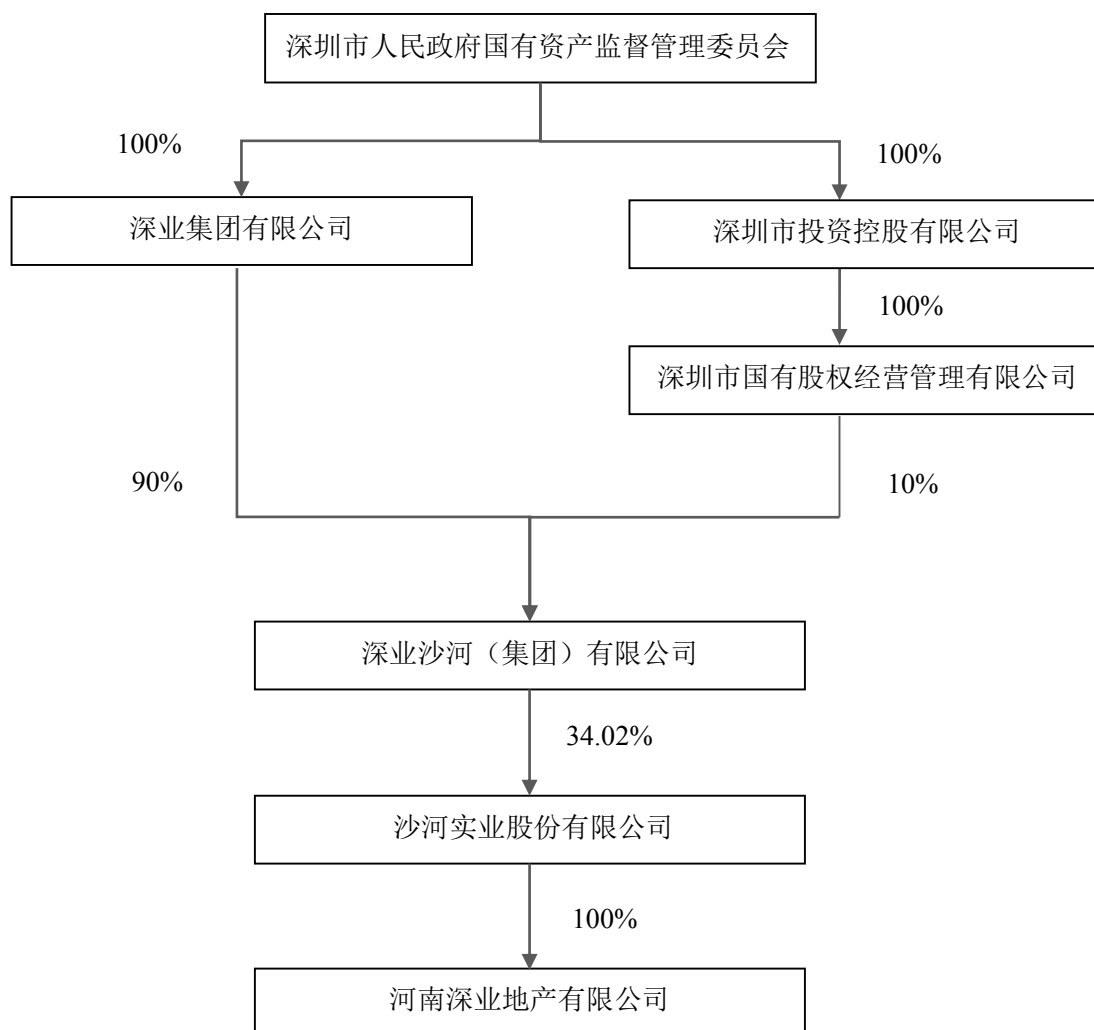 深圳市人民政府国有资产监督管理委员会
100%
100%
深业集团有限公司
深圳市投资控股有限公司
100%
深圳市国有股权经营管理有限公司
90%
10%
深业沙河（集团）有限公司
34.02%
沙河实业股份有限公司
100%
河南深业地产有限公司